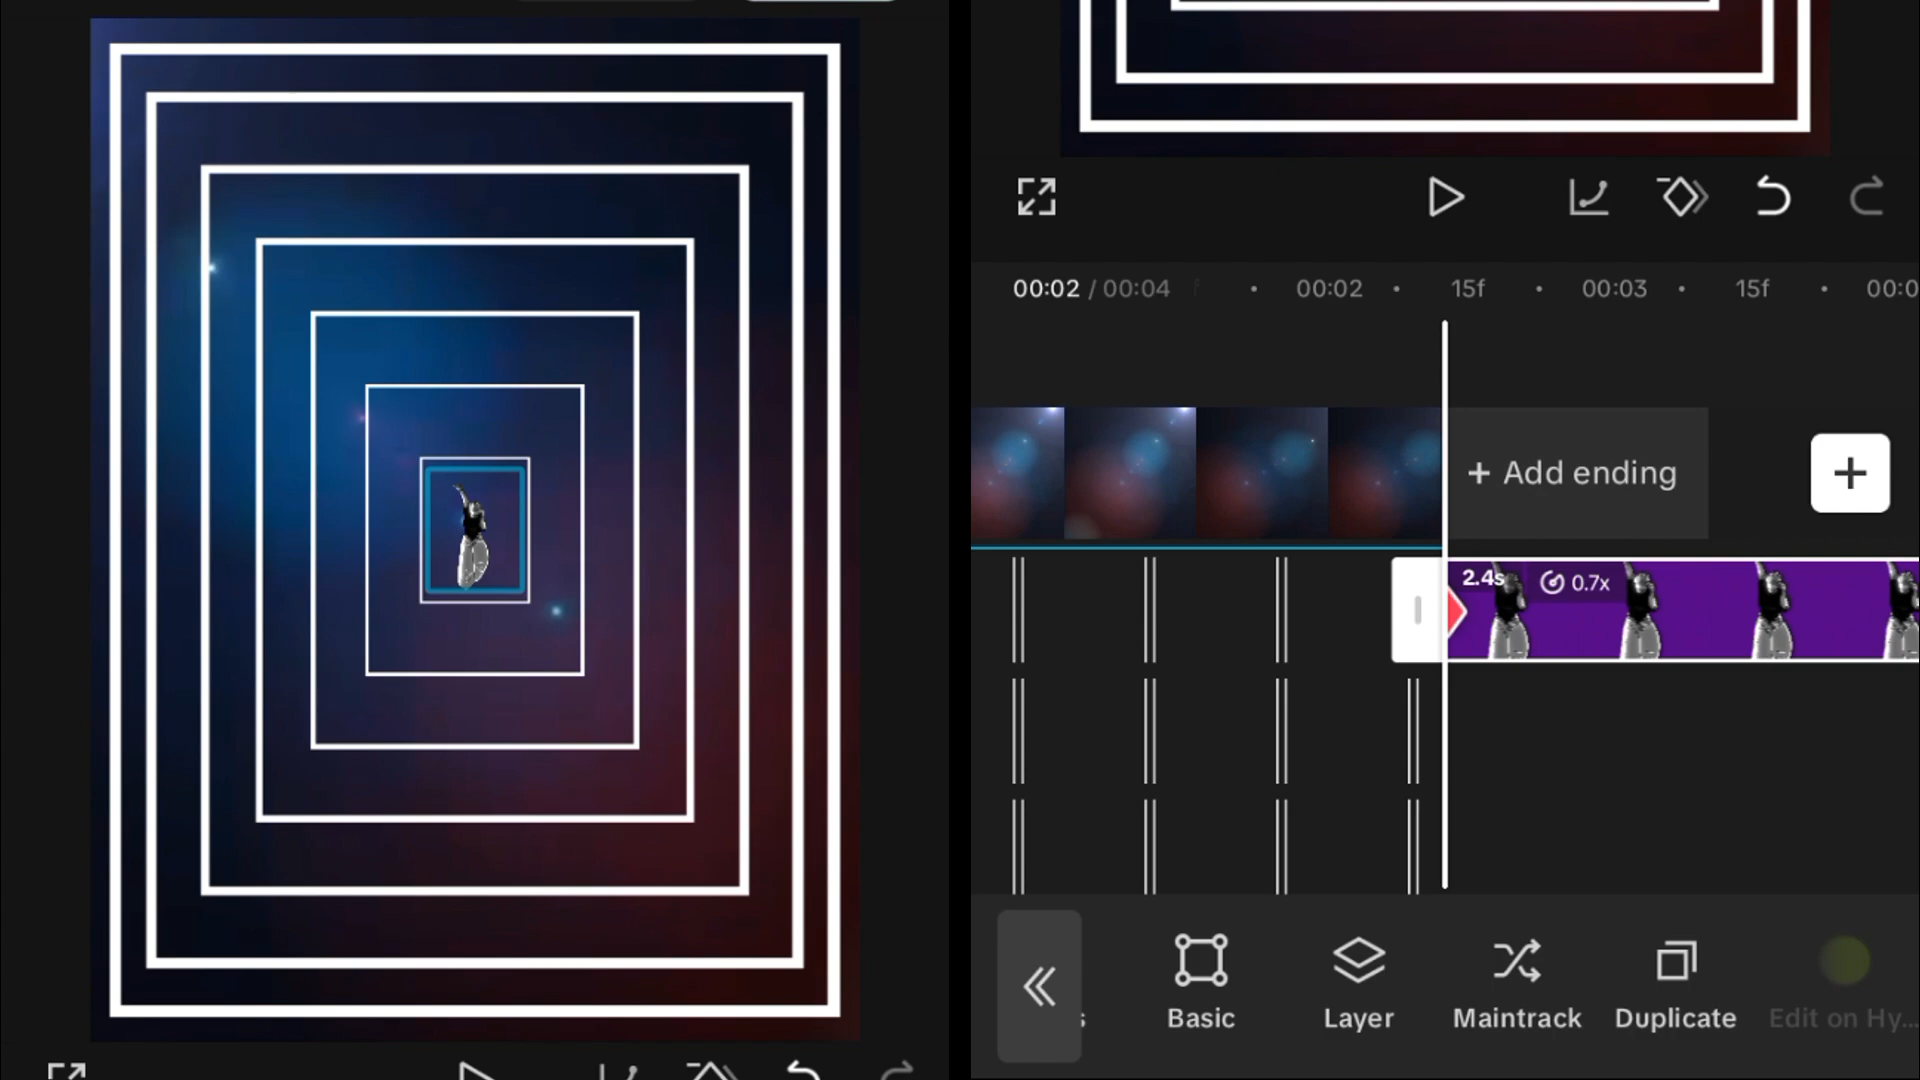 00:02 / 00:04 00:02 15f 00:03 15f 00:0
+ Add ending
2.4s 0.7x
Basic Layer Maintrack Duplicate Edit on Hy...